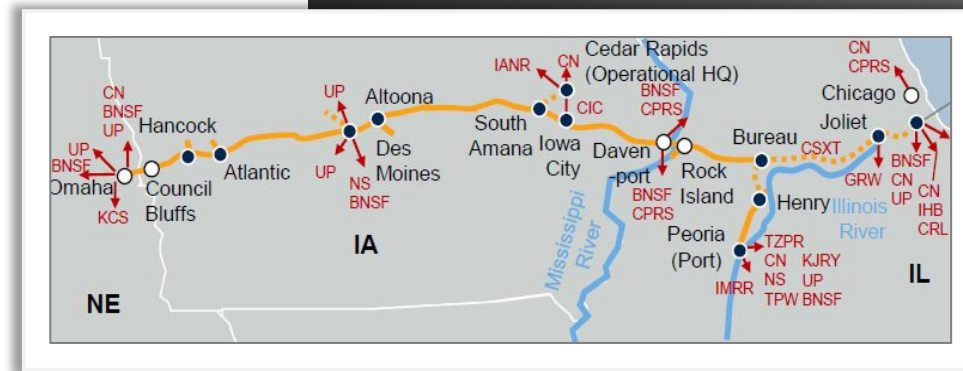 CN
BNSF
UP
UP
BNSF
Omaha
KCS
Council
Bluffs
Hancock
Atlantic
UP
UP
NS
BNSF
Altoona
Des
Moines
IA
NE
IANR
CN
Cedar Rapids
(Operational HQ)
CIC
South
Amana
Iowa
City
BNSF
CPRS
Daven
-port
BNSF
CPRS
Rock
Island
Mississippi
River
Bureau
CSXT
Henry
Peoria
(Port)
IMRR
TZPR
CN
NS
TPW
KJRY
UP
BNSF
Illinois
River
IL
Joliet
GRW
CN
CPRS
Chicago
BNSF
CN
UP
CN
IHB
CRL